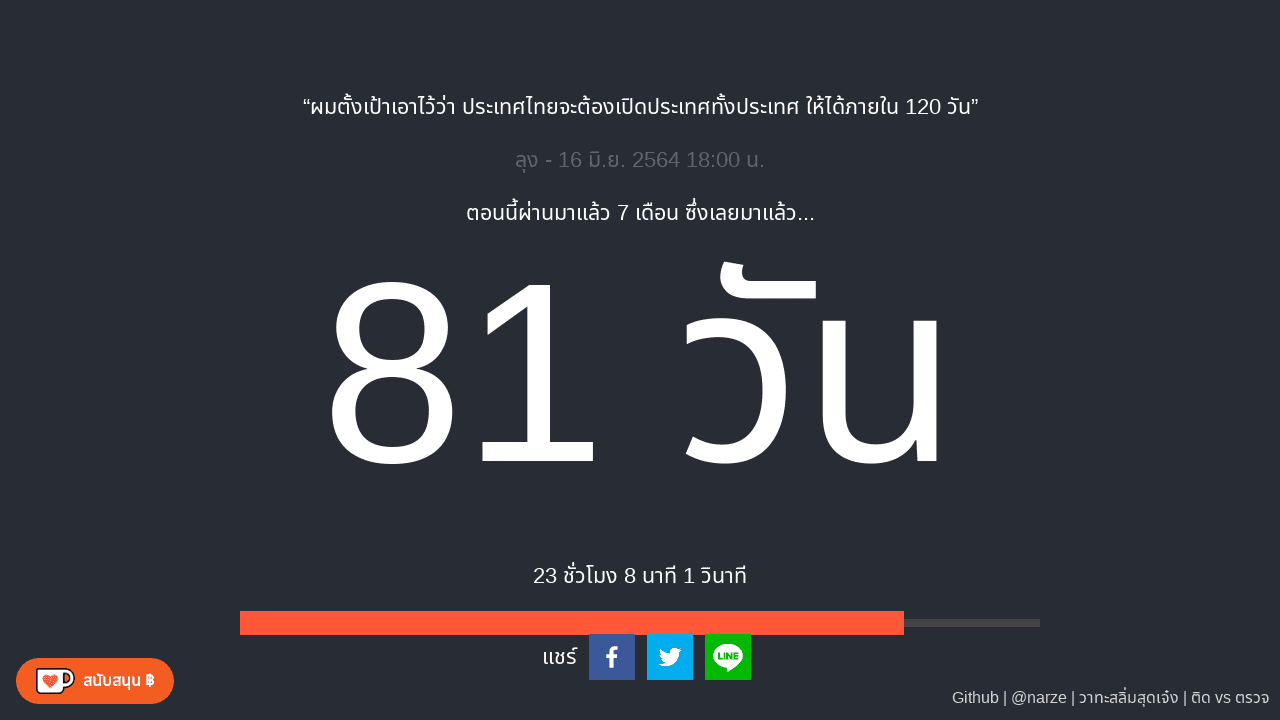 “ผมตั้งเป้าเอาไว้ว่า ประเทศไทยจะต้องเปิดประเทศทั้งประเทศ ให้ได้ภายใน 120 วัน”
ลุง - 16 มิ.ย. 2564 18:00 น.
ตอนนี้ผ่านมาแล้ว 7 เดือน ซึ่งเลยมาแล้ว...
81 วัน
23 ชั่วโมง 8 นาที 1 วินาที
แชร์
LINE
สนับสนุน ฿
Github | @narze | วาทะสลิ่มสุดเจ๋ง | ติด vs ตรวจ